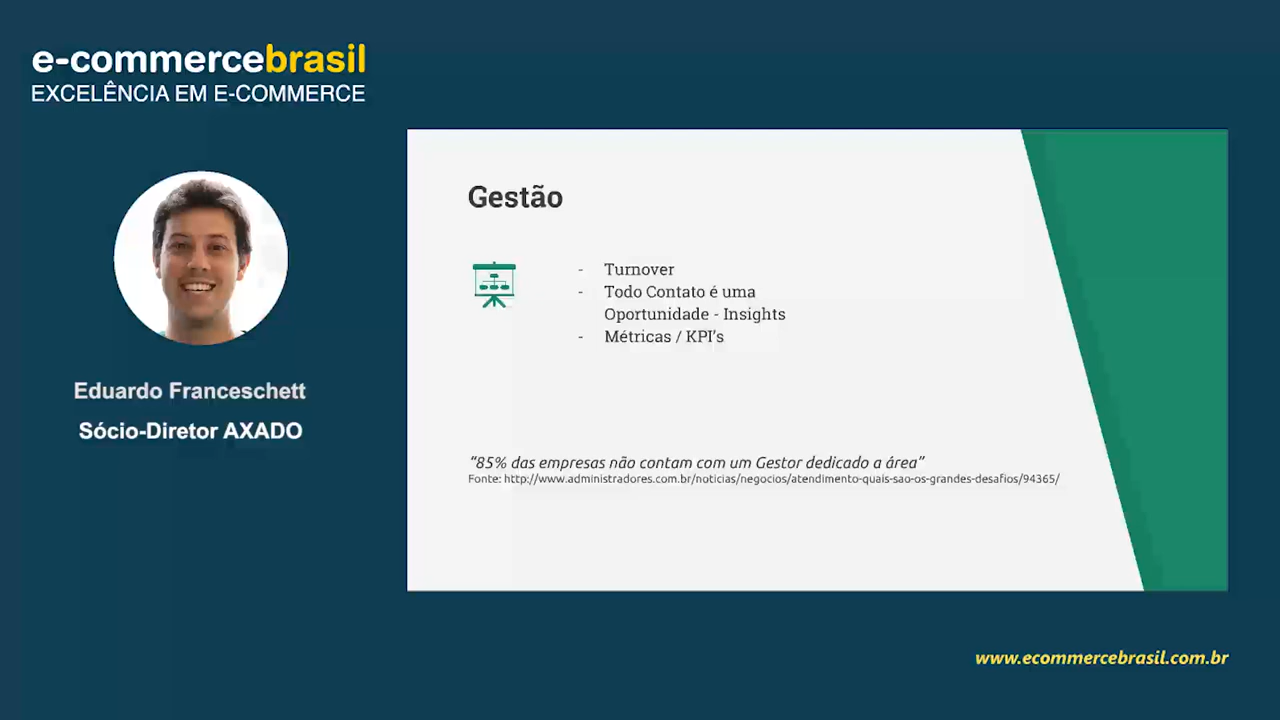 e-commercebrasil
EXCELÊNCIA EM E-COMMERCE
Eduardo Franceschett
Sócio-Diretor AXADO
Gestão
- Turnover
- Todo Contato é uma
Oportunidade - Insights
- Métricas / KPI's
“85% das empresas não contam com um Gestor dedicado a área”
Fonte: http://www.administradores.com.br/noticias/negocios/atendimento-quais-sao-os-grandes-desafios/94365/
www.ecommercebrasil.com.br